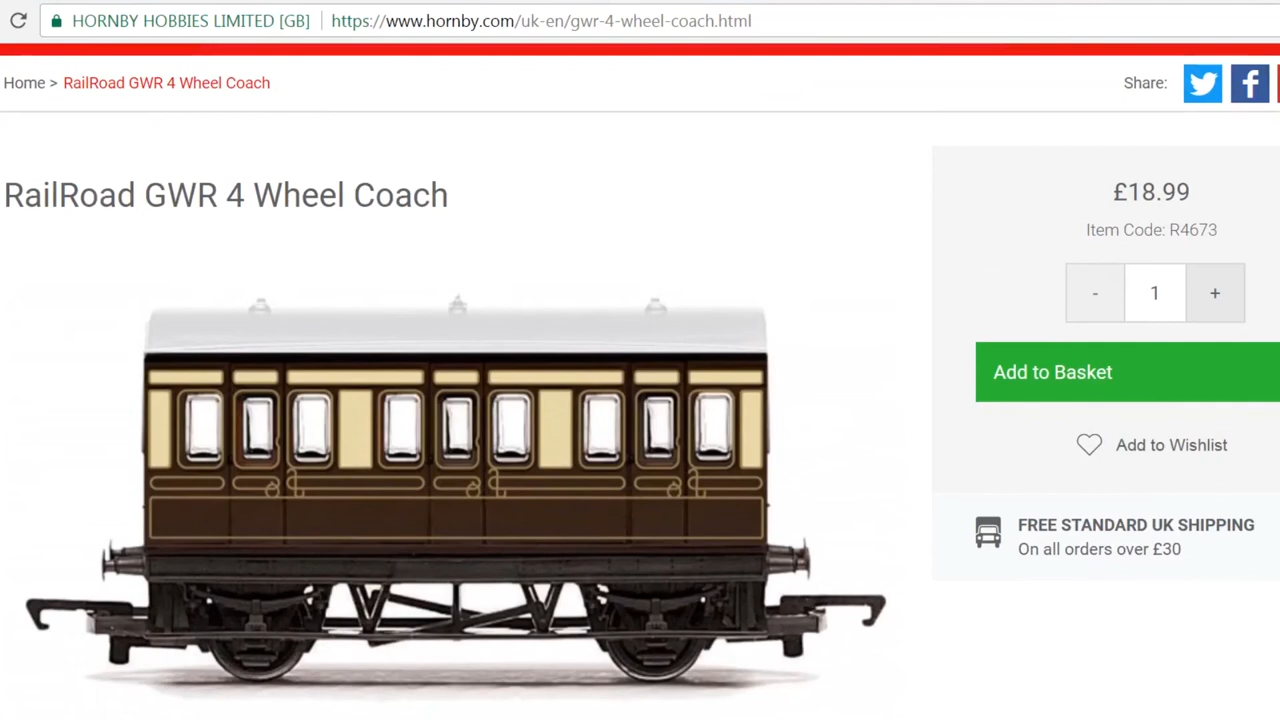 HORNBY HOBBIES LIMITED [GB] https://www.hornby.com/uk-en/gwr-4-wheel-coach.html
Home > RailRoad GWR 4 Wheel Coach
Share:
RailRoad GWR 4 Wheel Coach
£18.99
Item Code: R4673
- 1 +
Add to Basket
Add to Wishlist
FREE STANDARD UK SHIPPING
On all orders over £30